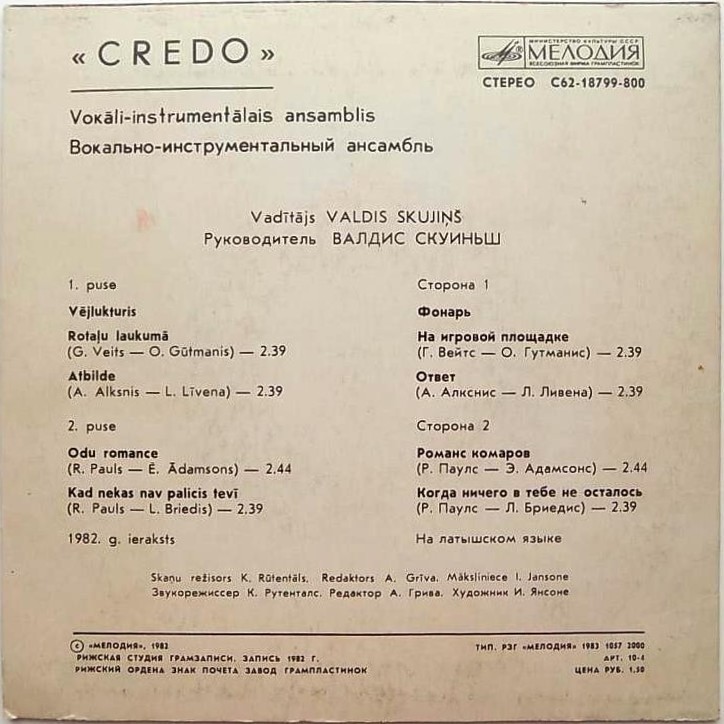 « CREDO »
МИНИСТЕРСТВО КУЛЬТУРЫ СССР
МЕЛОДИЯ
ВСЕСОЮЗНАЯ ФИРМА ГРАМПЛАСТИНОК
СТЕРЕО С62-18799-800
Vokāli-instrumentālais ansamblis
Вокально-инструментальный ансамбль
Vadītājs VALDIS SKUJIŅŠ
Руководитель ВАЛДИС СКУИНЬШ
1. puse
Vējlukturis
Rotaļu laukumā
(G. Veits — O. Gūtmanis) — 2.39
Atbilde
(A. Alksnis — L. Līvena) — 2.39
2. puse
Odu romance
(R. Pauls — Ē. Ādamsons) — 2.44
Kad nekas nav palicis tevī
(R. Pauls — L. Briedis) — 2.39
1982. g. ieraksts
Сторона 1
Фонарь
На игровой площадке
(Г. Вейтс — О. Гутманис) — 2.39
Ответ
(А. Алкснис — Л. Ливена) — 2.39
Сторона 2
Романс комаров
(Р. Паулс — Э. Адамсонс) — 2.44
Когда ничего в тебе не осталось
(Р. Паулс — Л. Бриедис) — 2.39
На латышском языке
Skaņu režisors K. Rūtentāls. Redaktors A. Grīva. Māksliniece I. Jansone
Звукорежиссер К. Рутенталс. Редактор А. Грива. Художник И. Янсоне
© «МЕЛОДИЯ», 1982
РИЖСКАЯ СТУДИЯ ГРАМЗАПИСИ. ЗАПИСЬ 1982 Г.
РИЖСКИЙ ОРДЕНА ЗНАК ПОЧЕТА ЗАВОД ГРАМПЛАСТИНОК
ТИП. РЗГ «МЕЛОДИЯ» 1983 1057 2000
АРТ. 10-4
ЦЕНА РУБ. 1,50